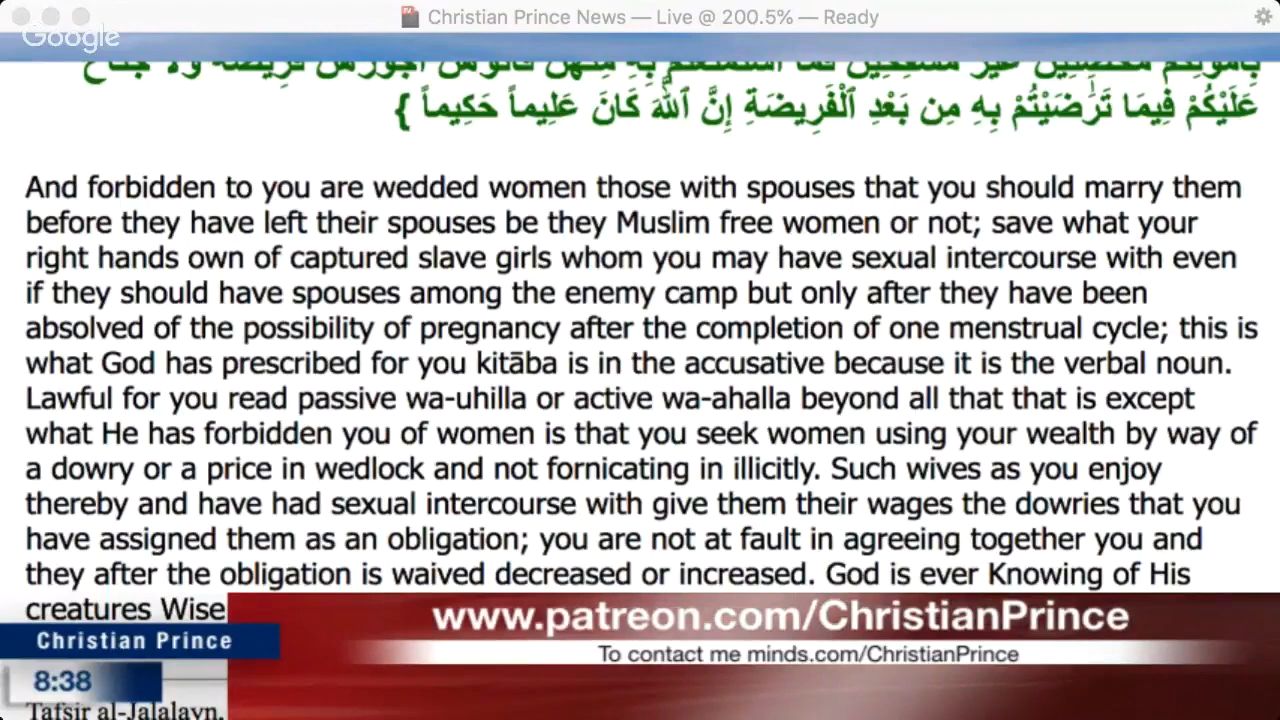 Christian Prince News — Live @ 200.5% — Ready
Google
عَلَيْكُمْ فِيمَا تَرَٰضَيْتُمْ بِهِ مِن بَعْدِ ٱلْفَرِيضَةِ إِنَّ ٱللَّهَ كَانَ عَلِيماً حَكِيماً }
And forbidden to you are wedded women those with spouses that you should marry them
before they have left their spouses be they Muslim free women or not; save what your
right hands own of captured slave girls whom you may have sexual intercourse with even
if they should have spouses among the enemy camp but only after they have been
absolved of the possibility of pregnancy after the completion of one menstrual cycle; this is
what God has prescribed for you kitāba is in the accusative because it is the verbal noun.
Lawful for you read passive wa-uhilla or active wa-ahalla beyond all that that is except
what He has forbidden you of women is that you seek women using your wealth by way of
a dowry or a price in wedlock and not fornicating in illicitly. Such wives as you enjoy
thereby and have had sexual intercourse with give them their wages the dowries that you
have assigned them as an obligation; you are not at fault in agreeing together you and
they after the obligation is waived decreased or increased. God is ever Knowing of His
creatures Wise
www.patreon.com/ChristianPrince
Christian Prince
To contact me minds.com/ChristianPrince
8:38
Tafsir al-Jalalayn,